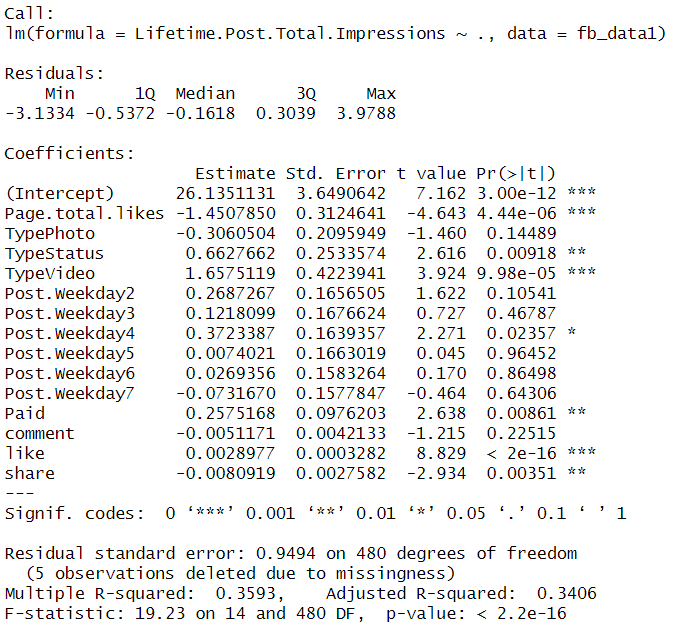 Call:
lm(formula = Lifetime.Post.Total.Impressions ~ ., data = fb_data1)

Residuals:
    Min      1Q  Median      3Q     Max
-3.1334 -0.5372 -0.1618  0.3039  3.9788

Coefficients:
                   Estimate Std. Error t value Pr(>|t|)
(Intercept)      26.1351131  3.6490642   7.162 3.00e-12 ***
Page.total.likes -1.4507850  0.3124641  -4.643 4.44e-06 ***
TypePhoto        -0.3060504  0.2095949  -1.460  0.14489
TypeStatus        0.6627662  0.2533574   2.616  0.00918 **
TypeVideo         1.6575119  0.4223941   3.924 9.98e-05 ***
Post.Weekday2     0.2687267  0.1656505   1.622  0.10541
Post.Weekday3     0.1218099  0.1676624   0.727  0.46787
Post.Weekday4     0.3723387  0.1639357   2.271  0.02357 *
Post.Weekday5     0.0074021  0.1663019   0.045  0.96452
Post.Weekday6     0.0269356  0.1583264   0.170  0.86498
Post.Weekday7    -0.0731670  0.1577847  -0.464  0.64306
Paid              0.2575168  0.0976203   2.638  0.00861 **
comment          -0.0051171  0.0042133  -1.215  0.22515
like              0.0028977  0.0003282   8.829  < 2e-16 ***
share            -0.0080919  0.0027582  -2.934  0.00351 **
---
Signif. codes:  0 ‘***’ 0.001 ‘**’ 0.01 ‘*’ 0.05 ‘.’ 0.1 ‘ ’ 1

Residual standard error: 0.9494 on 480 degrees of freedom
  (5 observations deleted due to missingness)
Multiple R-squared:  0.3593,    Adjusted R-squared:  0.3406
F-statistic: 19.23 on 14 and 480 DF,  p-value: < 2.2e-16